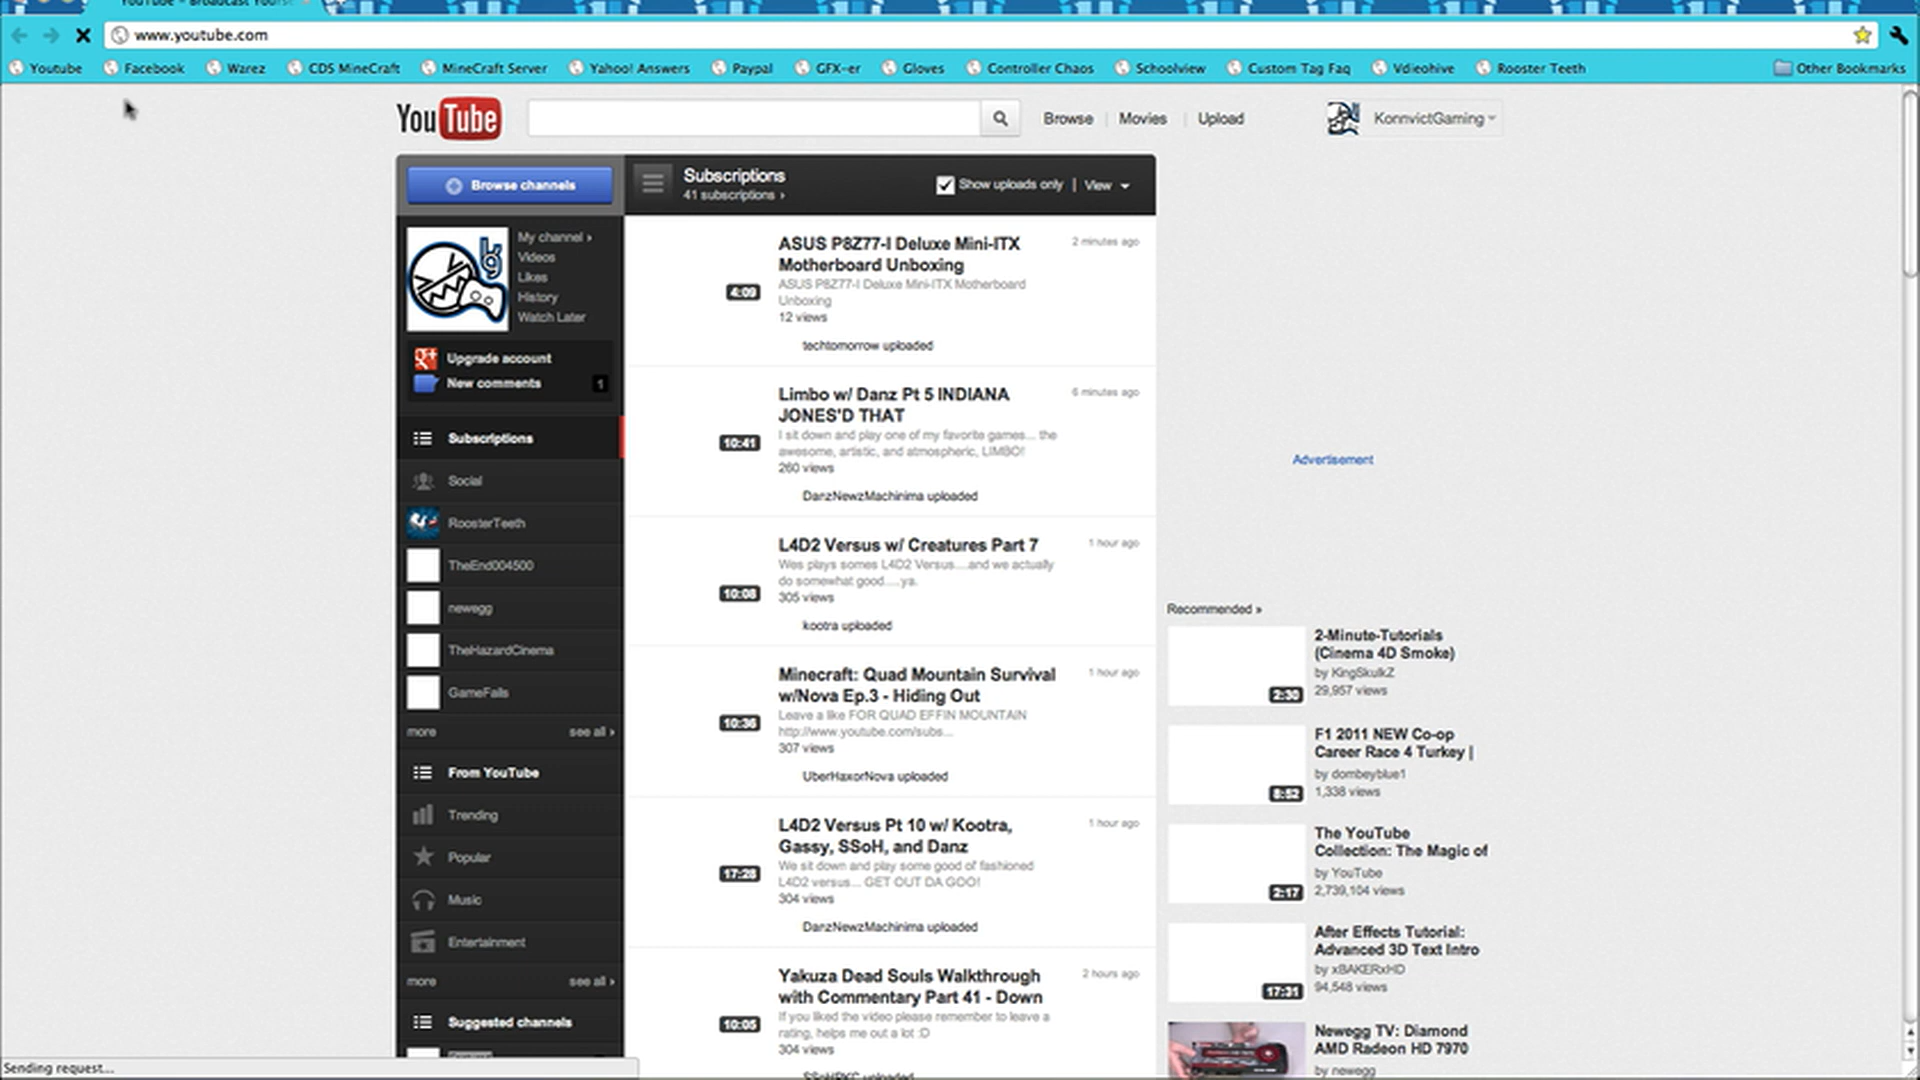 YouTube - Broadcast Yourse
www.youtube.com
Youtube
Facebook
Warez
CDS MineCraft
MineCraft Server
Yahoo! Answers
Paypal
GFX-er
Gloves
Controller Chaos
Schoolview
Custom Tag Faq
Vdieohive
Rooster Teeth
Other Bookmarks
YouTube
Browse
Movies
Upload
KonnvictGaming
Browse channels
My channel ›
Videos
Likes
History
Watch Later
Upgrade account
New comments 1
Subscriptions
Social
RoosterTeeth
TheEnd004500
newegg
TheHazardCinema
GameFails
more see all ›
From YouTube
Trending
Popular
Music
Entertainment
more see all ›
Suggested channels
Subscriptions
41 subscriptions ›
Show uploads only | View
ASUS P8Z77-I Deluxe Mini-ITX
Motherboard Unboxing
2 minutes ago
ASUS P8Z77-I Deluxe Mini-ITX Motherboard
Unboxing
12 views
4:09
techtomorrow uploaded
Limbo w/ Danz Pt 5 INDIANA
JONES'D THAT
6 minutes ago
I sit down and play one of my favorite games... the
awesome, artistic, and atmospheric, LIMBO!
260 views
10:41
DanzNewzMachinima uploaded
L4D2 Versus w/ Creatures Part 7
1 hour ago
Wes plays somes L4D2 Versus....and we actually
do somewhat good....ya.
305 views
10:08
kootra uploaded
Minecraft: Quad Mountain Survival
w/Nova Ep.3 - Hiding Out
1 hour ago
Leave a like FOR QUAD EFFIN MOUNTAIN
http://www.youtube.com/subs...
307 views
10:36
UberHaxorNova uploaded
L4D2 Versus Pt 10 w/ Kootra,
Gassy, SSoH, and Danz
1 hour ago
We sit down and play some good of fashioned
L4D2 versus... GET OUT DA GOO!
304 views
17:28
DanzNewzMachinima uploaded
Yakuza Dead Souls Walkthrough
with Commentary Part 41 - Down
2 hours ago
If you liked the video please remember to leave a
rating, helps me out a lot :D
304 views
10:05
SSoHPKC uploaded
Advertisement
Recommended »
2-Minute-Tutorials
(Cinema 4D Smoke)
by KingSkulkZ
29,957 views
2:30
F1 2011 NEW Co-op
Career Race 4 Turkey |
by dombeyblue1
1,338 views
8:52
The YouTube
Collection: The Magic of
by YouTube
2,739,104 views
2:17
After Effects Tutorial:
Advanced 3D Text Intro
by xBAKERxHD
94,548 views
17:31
Newegg TV: Diamond
AMD Radeon HD 7970
by newegg
Sending request...